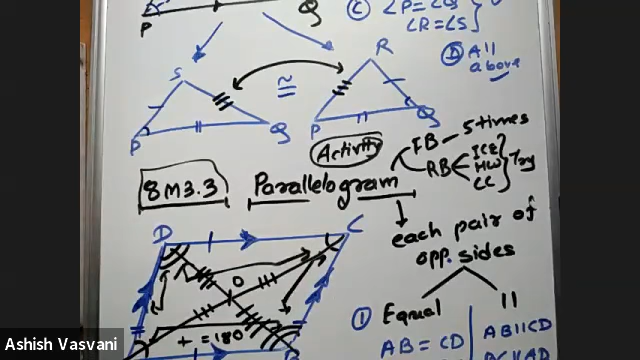 P
Q
Ⓒ ∠P = ∠Q
∠R = ∠S
Ⓓ All above
S
R
≅
P
Q
P
Q
Activity
FB — 5 times
RB
ICE
HW
CC
Try
8M3.3
Parallelogram
each pair of
opp. sides
D
C
O
+ = 180
① Equal
||
AB = CD
AB || CD
Ashish Vasvani